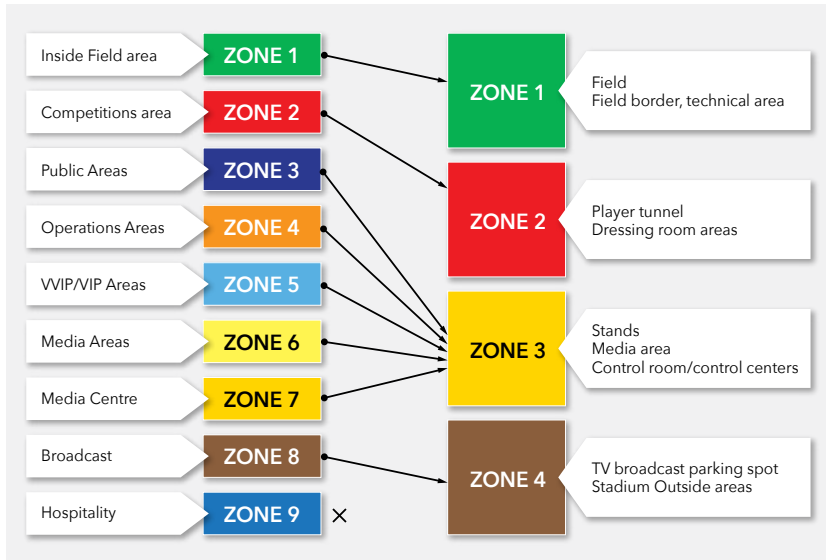 Inside Field area
ZONE 1
Competitions area
ZONE 2
Public Areas
ZONE 3
Operations Areas
ZONE 4
VVIP/VIP Areas
ZONE 5
Media Areas
ZONE 6
Media Centre
ZONE 7
Broadcast
ZONE 8
Hospitality
ZONE 9
ZONE 1
Field
Field border, technical area
ZONE 2
Player tunnel
Dressing room areas
ZONE 3
Stands
Media area
Control room/control centers
ZONE 4
TV broadcast parking spot
Stadium Outside areas